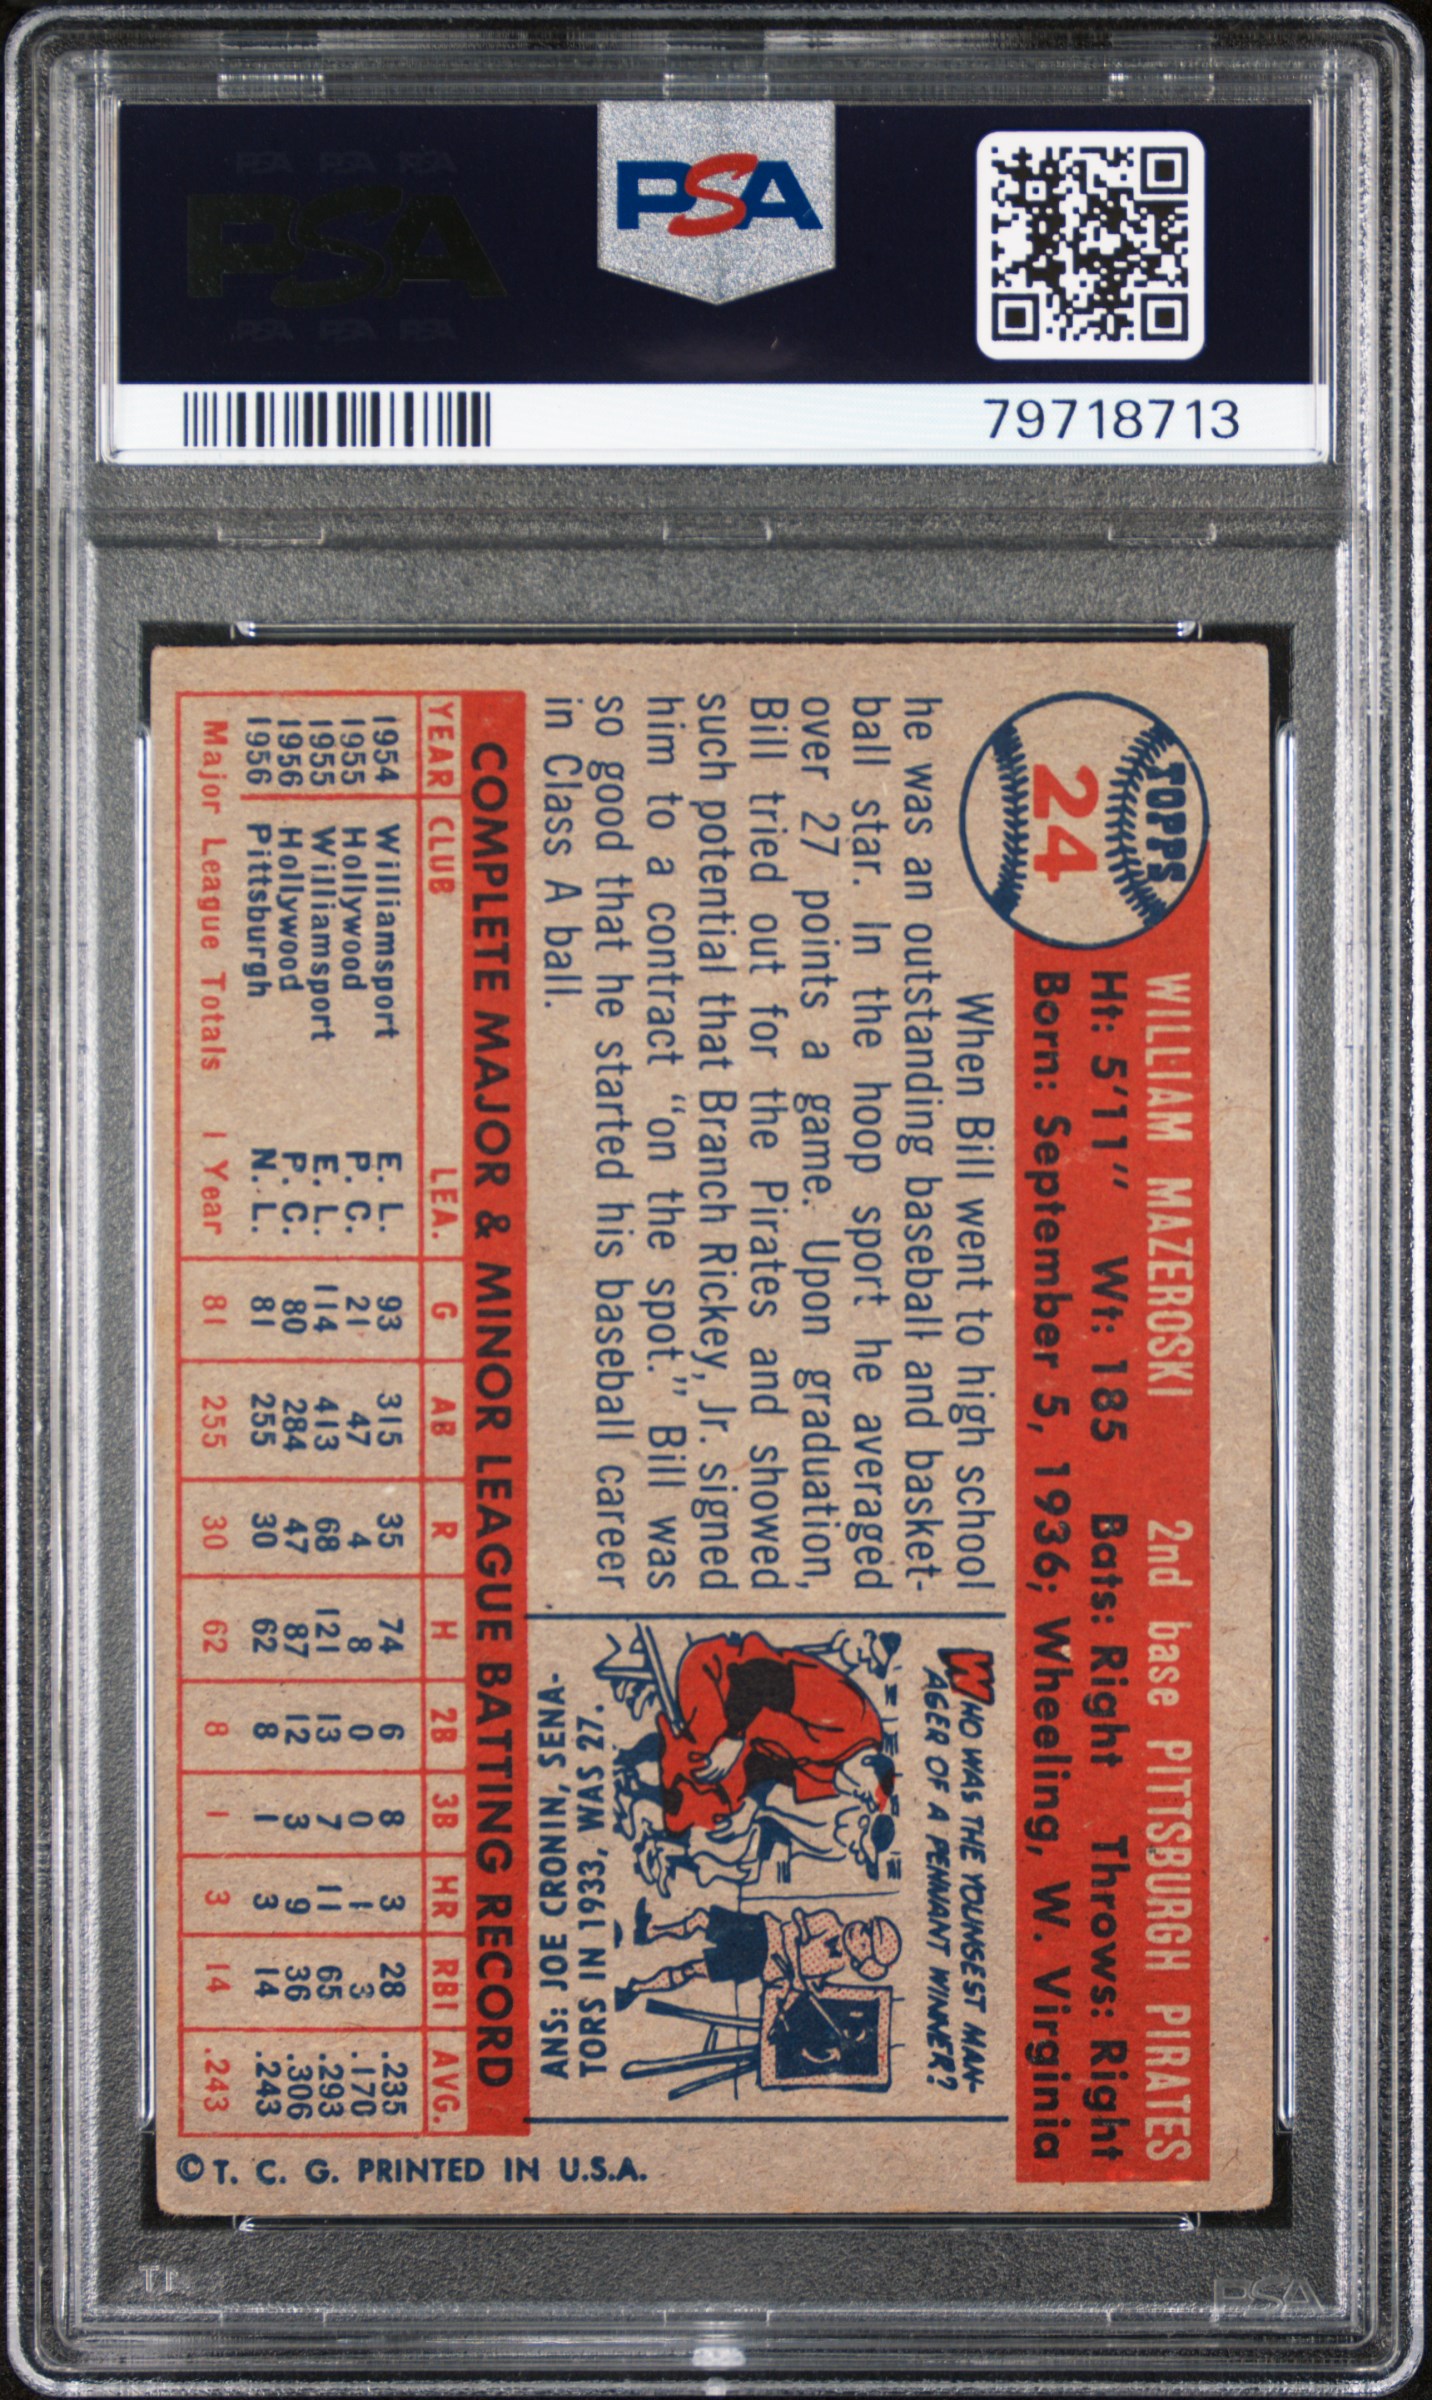 PSA PSA PSA
PSA
PSA PSA PSA
PSA
79718713
TOPPS
24
WILLIAM MAZEROSKI 2nd base PITTSBURGH PIRATES
Ht: 5'11" Wt: 185 Bats: Right Throws: Right
Born: September 5, 1936; Wheeling, W. Virginia
When Bill went to high school
he was an outstanding baseball and basket-
ball star. In the hoop sport he averaged
over 27 points a game. Upon graduation,
Bill tried out for the Pirates and showed
such potential that Branch Rickey, Jr. signed
him to a contract "on the spot." Bill was
so good that he started his baseball career
in Class A ball.
WHO WAS THE YOUNGEST MAN-
AGER OF A PENNANT WINNER?
ANS: JOE CRONIN, SENA-
TORS IN 1933, WAS 27.
COMPLETE MAJOR & MINOR LEAGUE BATTING RECORD
YEAR CLUB LEA. G AB R H 2B 3B HR RBI AVG.
1954 Williamsport E. L. 93 315 35 74 6 8 3 28 .235
1955 Hollywood P. C. 21 47 4 8 0 0 1 3 .170
1955 Williamsport E. L. 114 413 68 121 13 7 11 65 .293
1956 Hollywood P. C. 80 284 47 87 12 3 9 36 .306
1956 Pittsburgh N. L. 81 255 30 62 8 1 3 14 .243
Major League Totals 1 Year 81 255 30 62 8 1 3 14 .243
© T. C. G. PRINTED IN U.S.A.
PSA